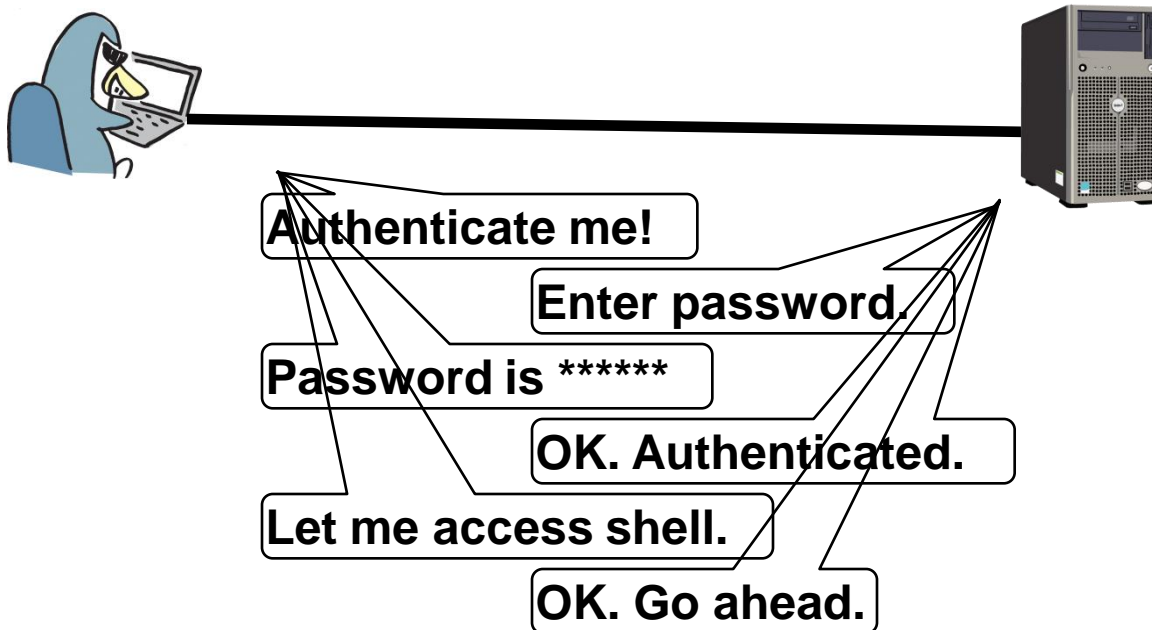 Authenticate me!
Enter password.
Password is ******
OK. Authenticated.
Let me access shell.
OK. Go ahead.